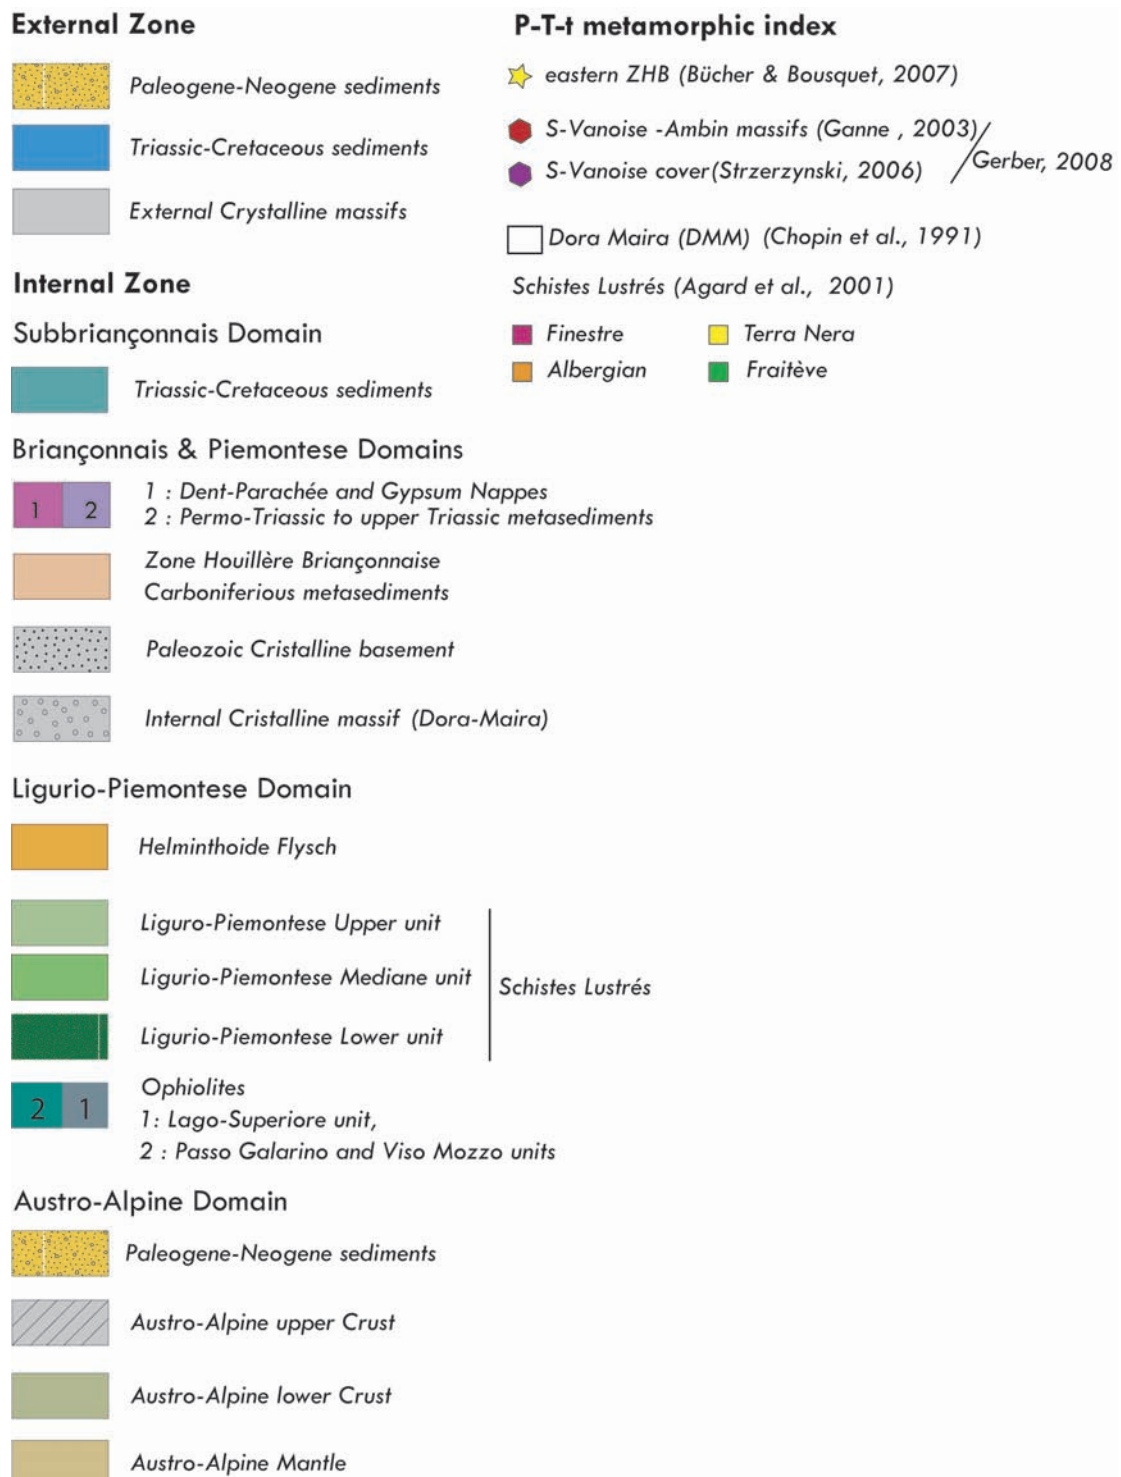 External Zone
Paleogene-Neogene sediments
Triassic-Cretaceous sediments
External Crystalline massifs
Internal Zone
Subbriançonnais Domain
Triassic-Cretaceous sediments
Briançonnais & Piemontese Domains
1 2
1 : Dent-Parachée and Gypsum Nappes
2 : Permo-Triassic to upper Triassic metasediments
Zone Houillère Briançonnaise
Carboniferious metasediments
Paleozoic Cristalline basement
Internal Cristalline massif (Dora-Maira)
Ligurio-Piemontese Domain
Helminthoide Flysch
Liguro-Piemontese Upper unit
Ligurio-Piemontese Mediane unit
Ligurio-Piemontese Lower unit
Schistes Lustrés
2 1
Ophiolites
1: Lago-Superiore unit,
2 : Passo Galarino and Viso Mozzo units
Austro-Alpine Domain
Paleogene-Neogene sediments
Austro-Alpine upper Crust
Austro-Alpine lower Crust
Austro-Alpine Mantle
P-T-t metamorphic index
eastern ZHB (Bücher & Bousquet, 2007)
S-Vanoise -Ambin massifs (Ganne , 2003)
S-Vanoise cover(Strzerzynski, 2006)
/Gerber, 2008
Dora Maira (DMM) (Chopin et al., 1991)
Schistes Lustrés (Agard et al., 2001)
Finestre
Terra Nera
Albergian
Fraitève